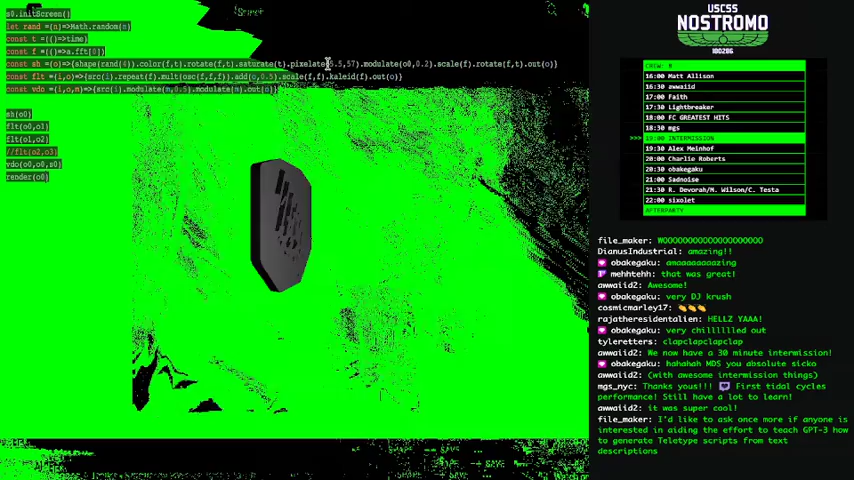 s0.initScreen()
let rand =(n)=>Math.random(n)
const t =(()=>time)
const f =(()=>a.fft[0])
const sh =(o)=>{shape(rand(4)).color(f,t).rotate(f,t).saturate(t).pixelate(5.5,57).modulate(o0,0.2).scale(f).rotate(f,t).out(o)}
const flt =(i,o)=>{src(i).repeat(f).mult(osc(f,f,f)).add(o,0.5).scale(f,f).kaleid(f).out(o)}
const vdo =(i,o,n)=>{src(i).modulate(n,0.5).modulate(n).out(o)}
sh(o0)
flt(o0,o1)
flt(o1,o2)
//flt(o2,o3)
vdo(o0,o0,s0)
render(o0)
USCSS
NOSTROMO
180286
CREW: 8
16:00 Matt Allison
16:30 awwaiid
17:00 Faith
17:30 Lightbreaker
18:00 FC GREATEST HITS
18:30 mgs
>>> 19:00 INTERMISSION
19:30 Alex Meinhof
20:00 Charlie Roberts
20:30 obakegaku
21:00 Sadnoise
21:30 R. Devorah/M. Wilson/C. Testa
22:00 sixolet
AFTERPARTY
file_maker: WOOOOOOOOOOOOOOOOOOOO
DianusIndustrial: amazing!!
obakegaku: amaaaaaaazing
mehhtehh: that was great!
awwaiid2: Awesome!
obakegaku: very DJ krush
cosmicmarley17: 👏👏👏
rajatheresidentalien: HELLZ YAAA!
obakegaku: very chilllllled out
tyleretters: clapclapclapclap
awwaiid2: We now have a 30 minute intermission!
obakegaku: hahahah MDS you absolute sicko
awwaiid2: (with awesome intermission things)
mgs_nyc: Thanks yous!!! First tidal cycles
performance! Still have a lot to learn!
awwaiid2: it was super cool!
file_maker: I'd like to ask once more if anyone is
interested in aiding the effort to teach GPT-3 how
to generate Teletype scripts from text
descriptions